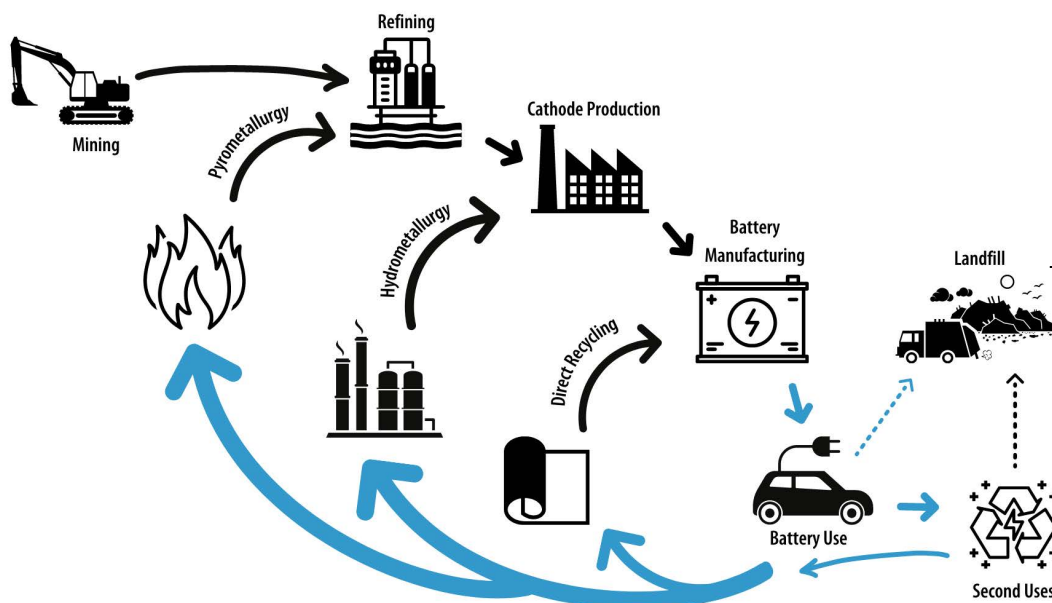 Refining
Mining
Pyrometallurgy
Cathode Production
Hydrometallurgy
Battery
Manufacturing
Landfill
Direct Recycling
Battery Use
Second Uses